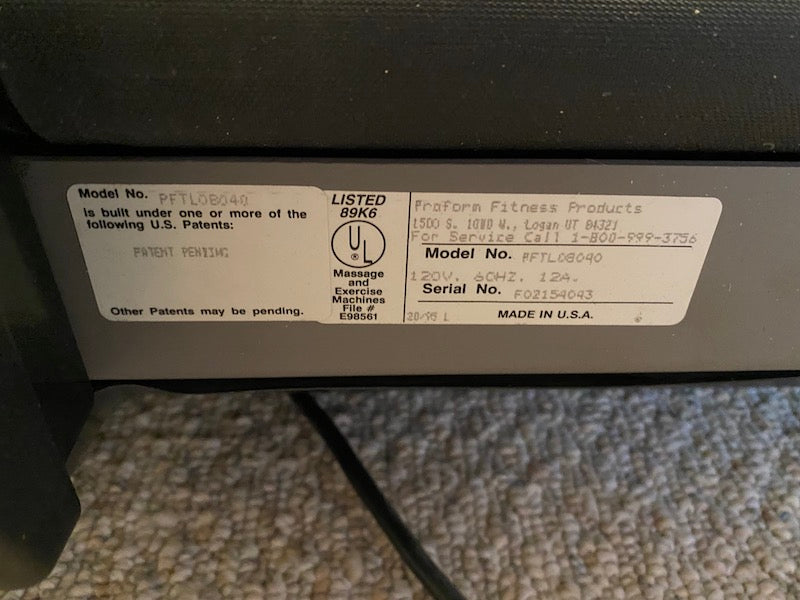 Model No. PFTL08040
is built under one or more of the
following U.S. Patents:
PATENT PENDING
Other Patents may be pending.
LISTED
89K6
UL
®
Massage
and
Exercise
Machines
File #
E98561
Proform Fitness Products
1500 S. 1000 W., Logan UT 84321
For Service Call 1-800-999-3756
Model No. PFTL08040
120V, 60HZ, 12A.
Serial No. F02154043
MADE IN U.S.A.